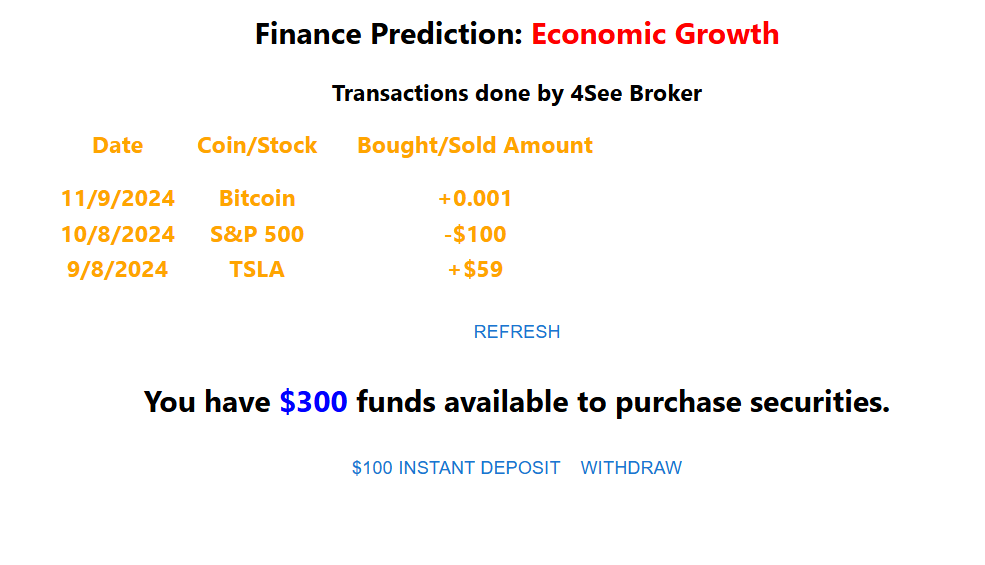 Finance Prediction: Economic Growth
Transactions done by 4See Broker
Date Coin/Stock Bought/Sold Amount
11/9/2024 Bitcoin +0.001
10/8/2024 S&P 500 -$100
9/8/2024 TSLA +$59
REFRESH
You have $300 funds available to purchase securities.
$100 INSTANT DEPOSIT WITHDRAW